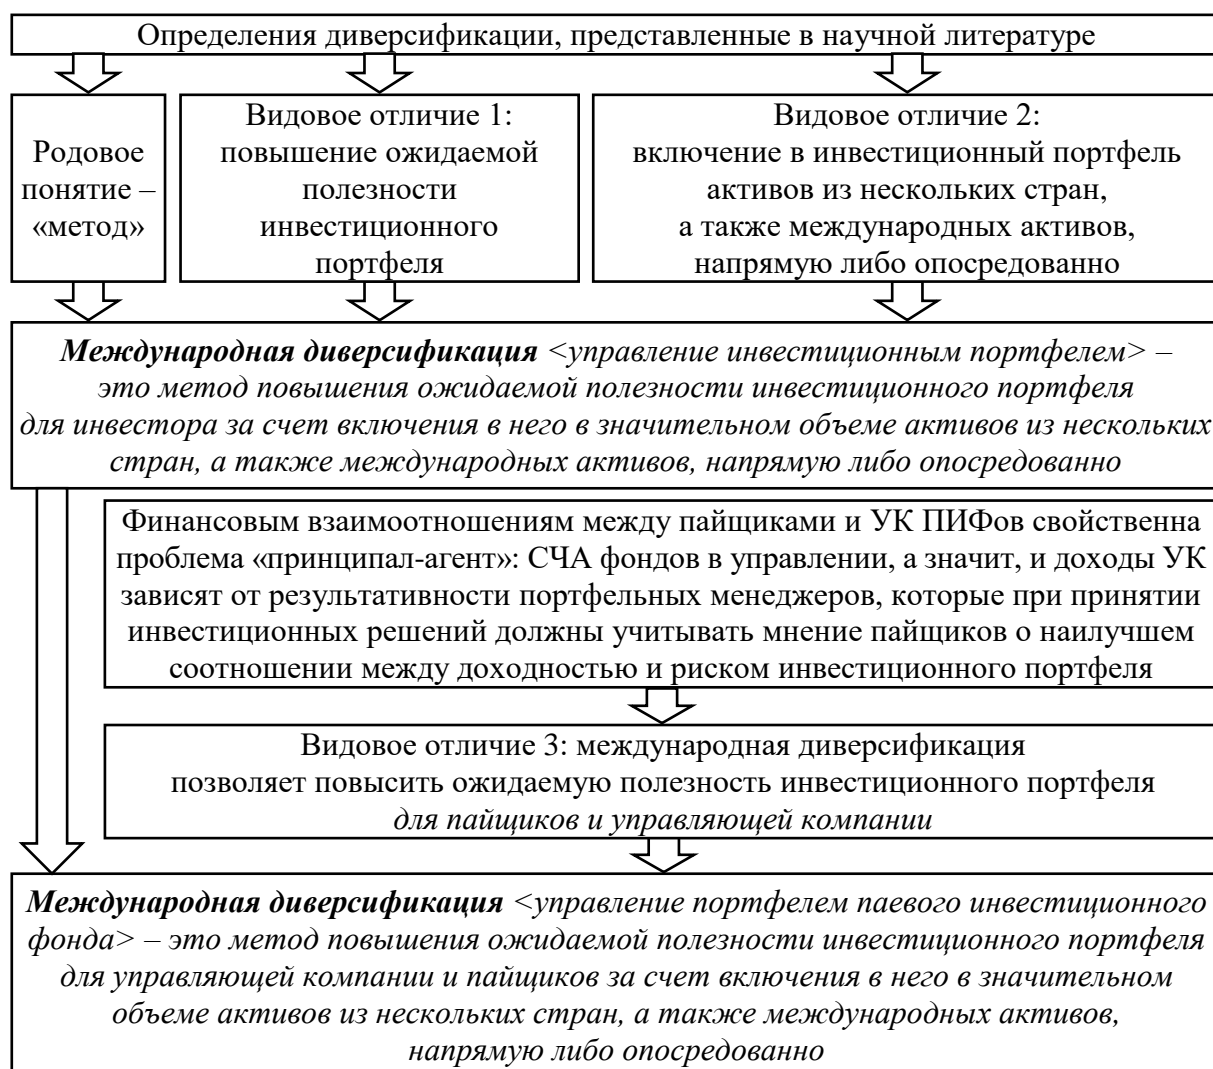 Определения диверсификации, представленные в научной литературе
Родовое
понятие –
«метод»
Видовое отличие 1:
повышение ожидаемой
полезности
инвестиционного
портфеля
Видовое отличие 2:
включение в инвестиционный портфель
активов из нескольких стран,
а также международных активов,
напрямую либо опосредованно
Международная диверсификация <управление инвестиционным портфелем> –
это метод повышения ожидаемой полезности инвестиционного портфеля
для инвестора за счет включения в него в значительном объеме активов из нескольких
стран, а также международных активов, напрямую либо опосредованно
Финансовым взаимоотношениям между пайщиками и УК ПИФов свойственна
проблема «принципал-агент»: СЧА фондов в управлении, а значит, и доходы УК
зависят от результативности портфельных менеджеров, которые при принятии
инвестиционных решений должны учитывать мнение пайщиков о наилучшем
соотношении между доходностью и риском инвестиционного портфеля
Видовое отличие 3: международная диверсификация
позволяет повысить ожидаемую полезность инвестиционного портфеля
для пайщиков и управляющей компании
Международная диверсификация <управление портфелем паевого инвестиционного
фонда> – это метод повышения ожидаемой полезности инвестиционного портфеля
для управляющей компании и пайщиков за счет включения в него в значительном
объеме активов из нескольких стран, а также международных активов,
напрямую либо опосредованно